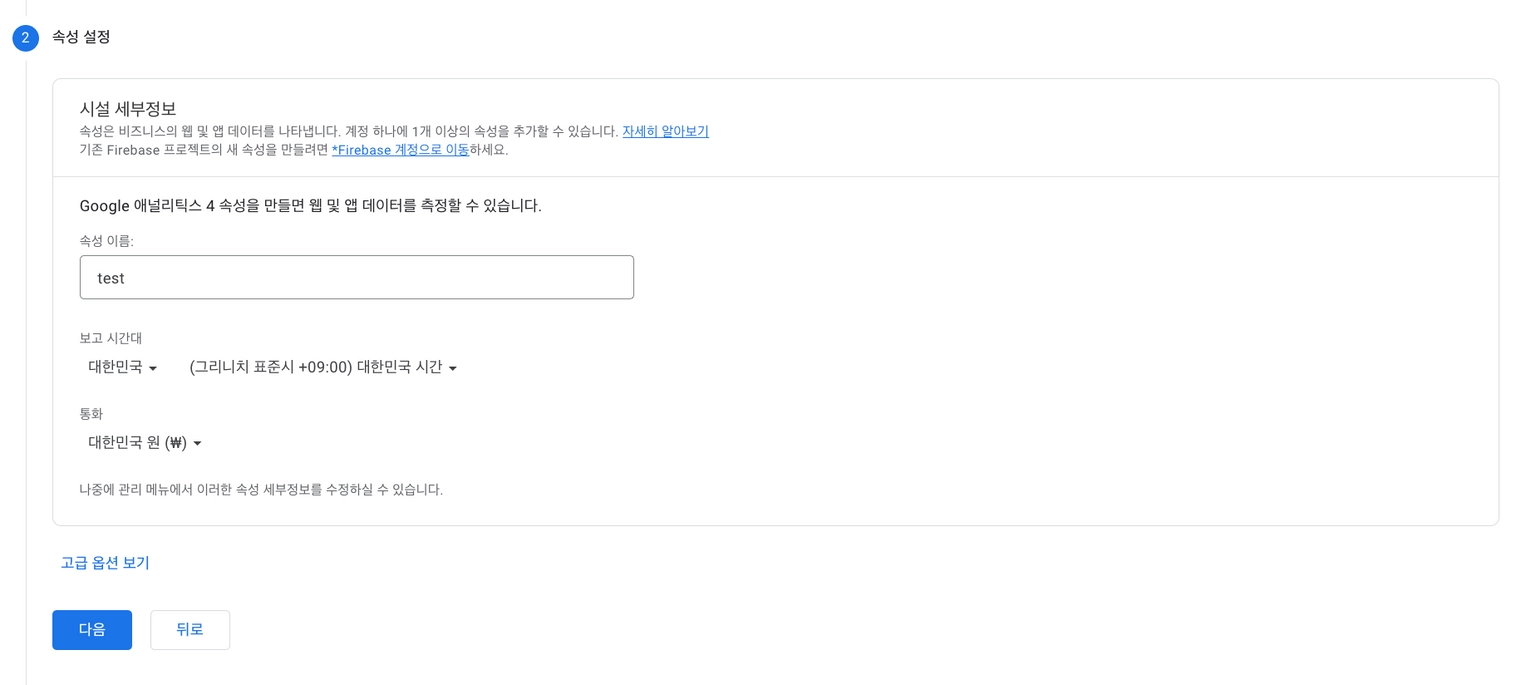 2 속성 설정
시설 세부정보
속성은 비즈니스의 웹 및 앱 데이터를 나타냅니다. 계정 하나에 1개 이상의 속성을 추가할 수 있습니다. 자세히 알아보기
기존 Firebase 프로젝트의 새 속성을 만들려면 *Firebase 계정으로 이동하세요.
Google 애널리틱스 4 속성을 만들면 웹 및 앱 데이터를 측정할 수 있습니다.
속성 이름:
test
보고 시간대
대한민국 (그리니치 표준시 +09:00) 대한민국 시간
통화
대한민국 원 (₩)
나중에 관리 메뉴에서 이러한 속성 세부정보를 수정하실 수 있습니다.
고급 옵션 보기
다음 뒤로